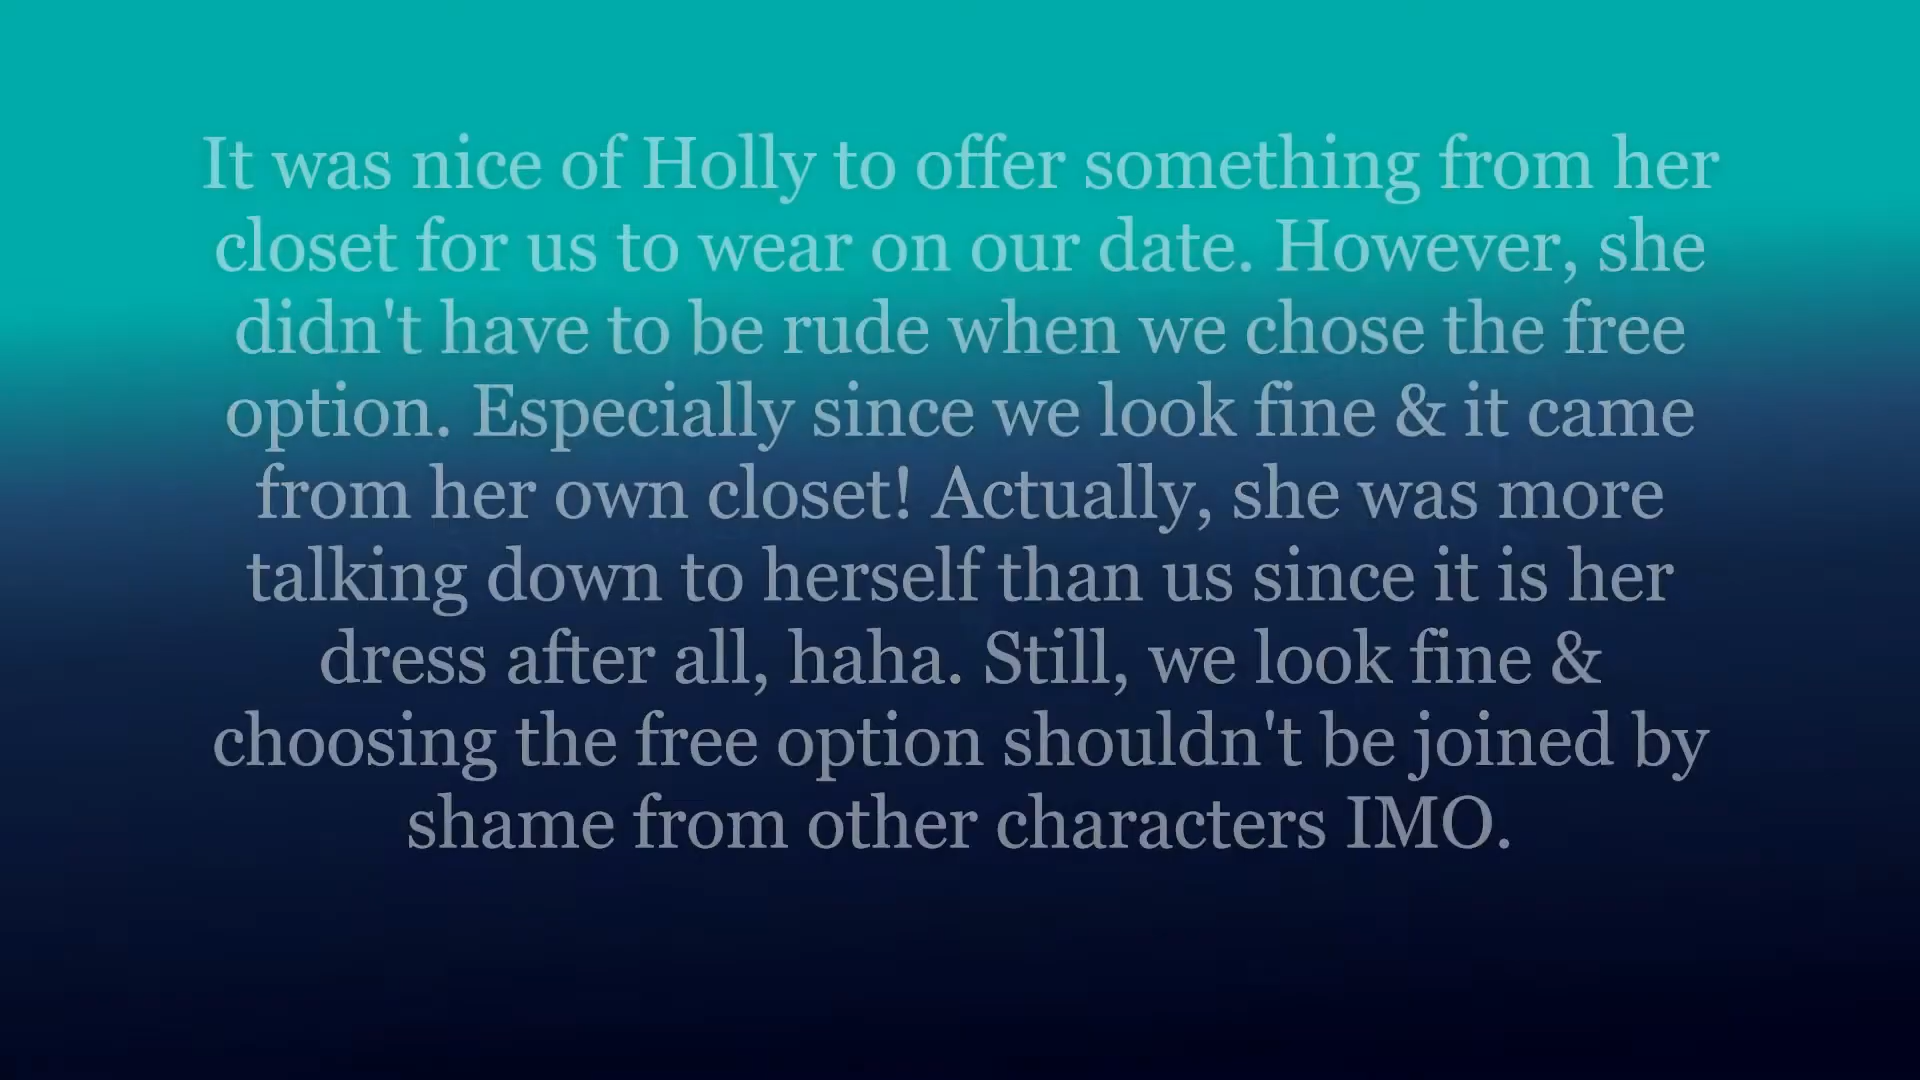 It was nice of Holly to offer something from her
closet for us to wear on our date. However, she
didn't have to be rude when we chose the free
option. Especially since we look fine & it came
from her own closet! Actually, she was more
talking down to herself than us since it is her
dress after all, haha. Still, we look fine &
choosing the free option shouldn't be joined by
shame from other characters IMO.